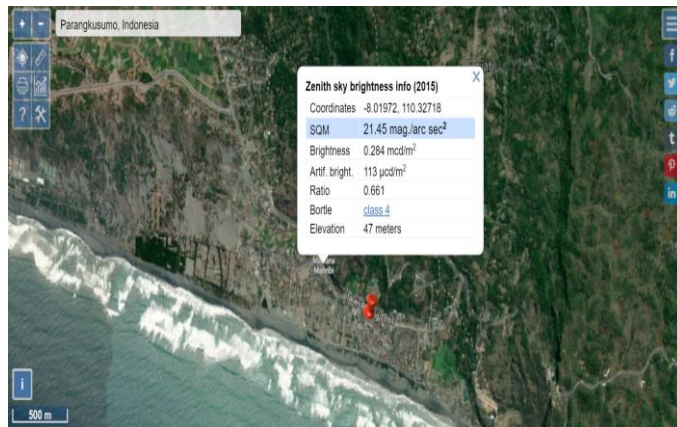 + -
Parangkusumo, Indonesia
Zenith sky brightness info (2015)
X
Coordinates -8.01972, 110.32718
SQM 21.45 mag./arc sec²
Brightness 0.284 mcd/m²
Artif. bright. 113 μcd/m²
Ratio 0.661
Bortle class 4
Elevation 47 meters
?
f
t
in
i
500 m